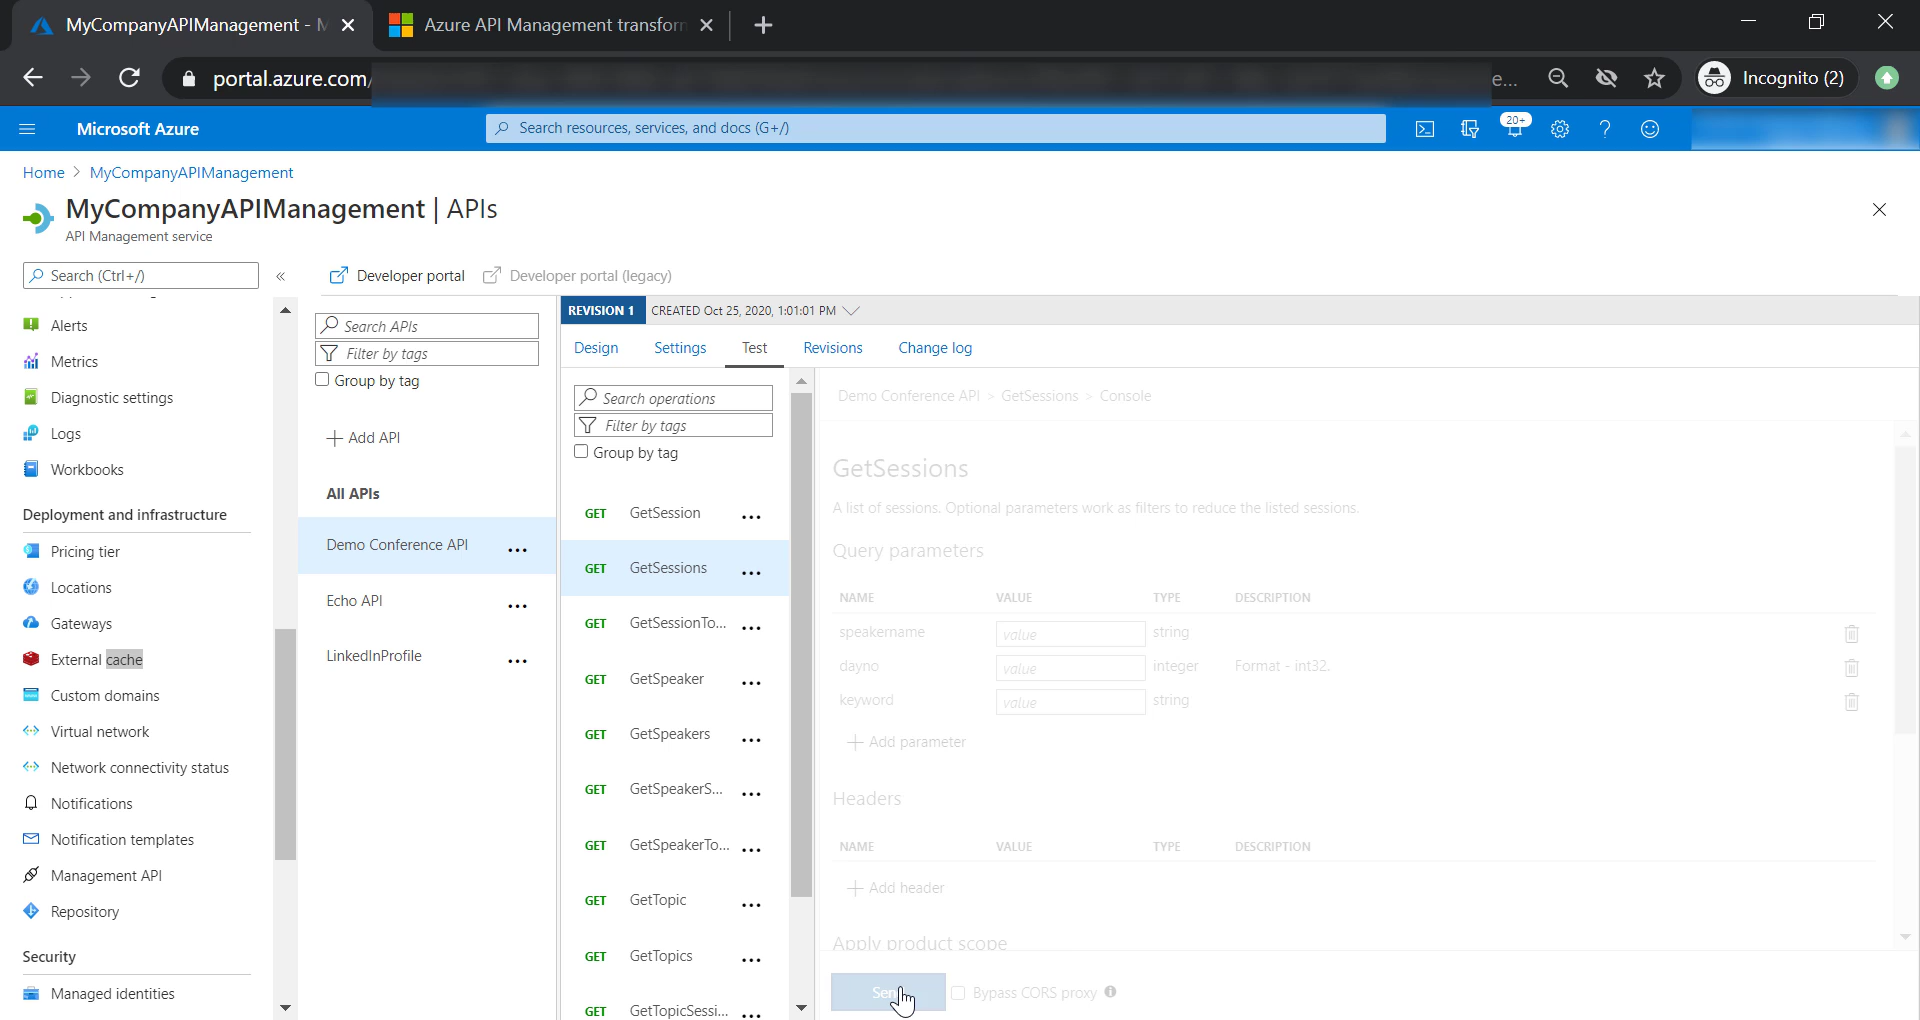 MyCompanyAPIManagement - M
Azure API Management transform
portal.azure.com/
e...
Incognito (2)
Microsoft Azure
Search resources, services, and docs (G+/)
20+
Home > MyCompanyAPIManagement
MyCompanyAPIManagement | APIs
API Management service
Search (Ctrl+/)
«
Developer portal
Developer portal (legacy)
Alerts
Metrics
Diagnostic settings
Logs
Workbooks
Deployment and infrastructure
Pricing tier
Locations
Gateways
External cache
Custom domains
Virtual network
Network connectivity status
Notifications
Notification templates
Management API
Repository
Security
Managed identities
Search APIs
Filter by tags
Group by tag
+ Add API
All APIs
Demo Conference API ...
Echo API ...
LinkedInProfile ...
REVISION 1 CREATED Oct 25, 2020, 1:01:01 PM
Design Settings Test Revisions Change log
Search operations
Filter by tags
Group by tag
GET GetSession ...
GET GetSessions ...
GET GetSessionTo... ...
GET GetSpeaker ...
GET GetSpeakers ...
GET GetSpeakerS... ...
GET GetSpeakerTo... ...
GET GetTopic ...
GET GetTopics ...
GET GetTopicSessi... ...
Demo Conference API > GetSessions > Console
GetSessions
A list of sessions. Optional parameters work as filters to reduce the listed sessions.
Query parameters
NAME VALUE TYPE DESCRIPTION
speakername value string
dayno value integer Format - int32.
keyword value string
+ Add parameter
Headers
NAME VALUE TYPE DESCRIPTION
+ Add header
Apply product scope
Send
Bypass CORS proxy